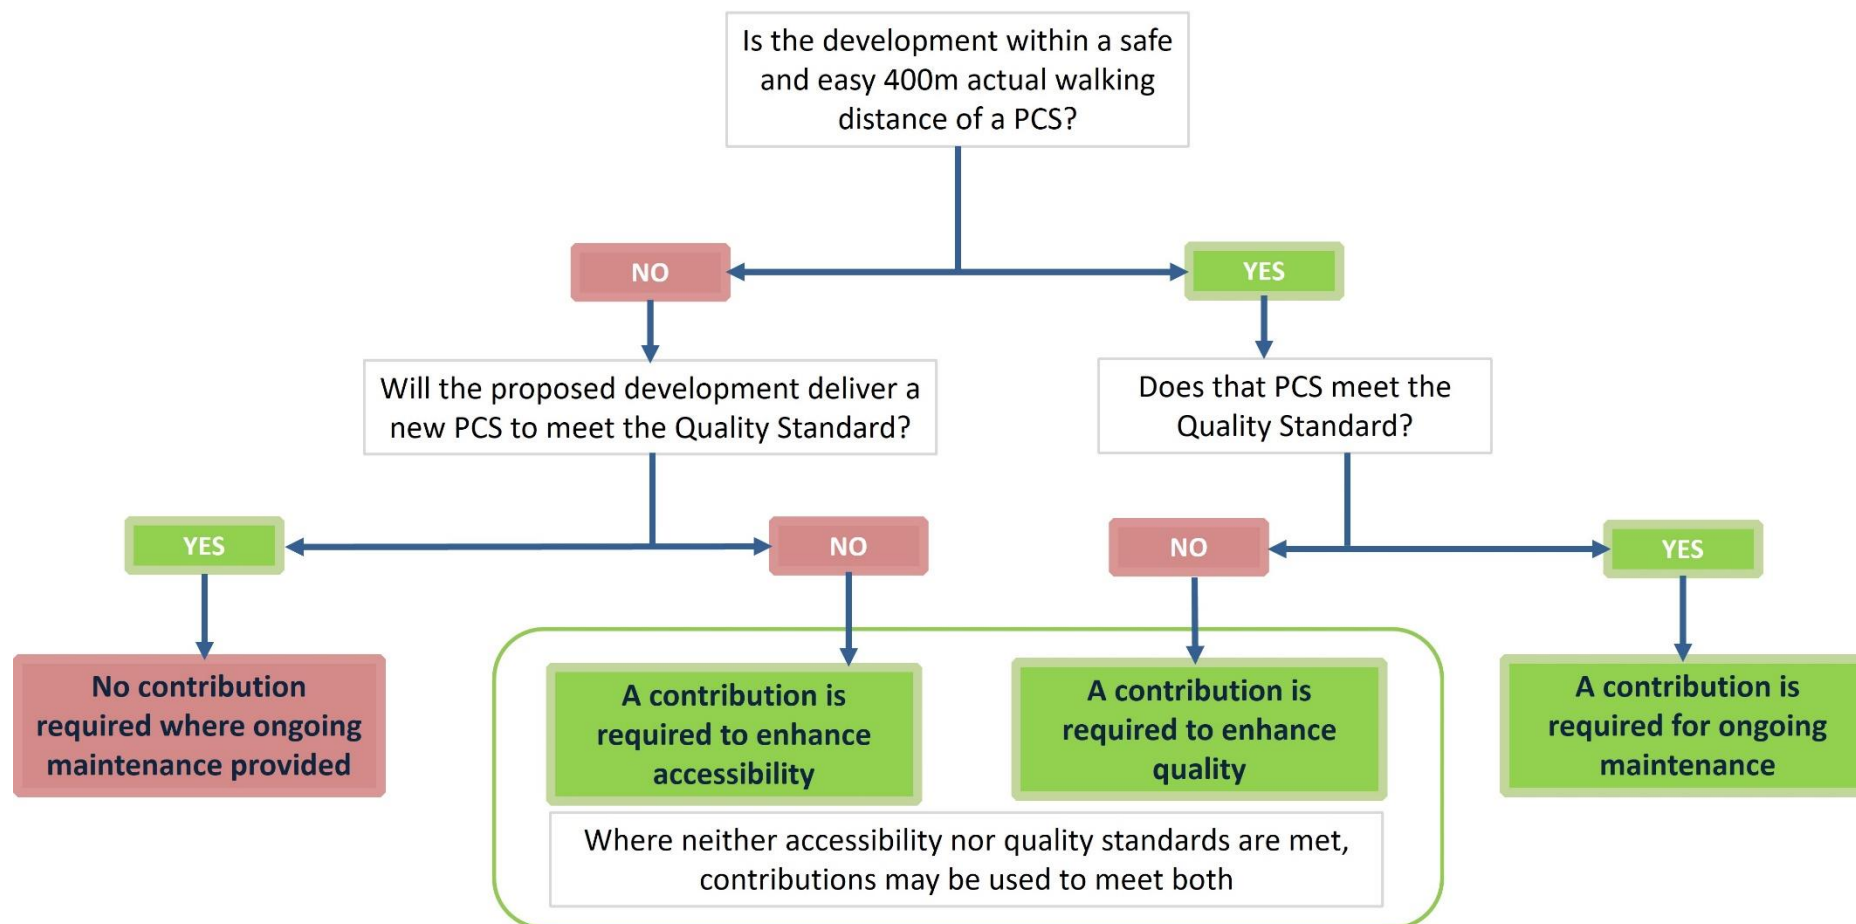 Is the development within a safe
and easy 400m actual walking
distance of a PCS?
NO
YES
Will the proposed development deliver a
new PCS to meet the Quality Standard?
Does that PCS meet the
Quality Standard?
YES
NO
NO
YES
No contribution
required where ongoing
maintenance provided
A contribution is
required to enhance
accessibility
A contribution is
required to enhance
quality
A contribution is
required for ongoing
maintenance
Where neither accessibility nor quality standards are met,
contributions may be used to meet both